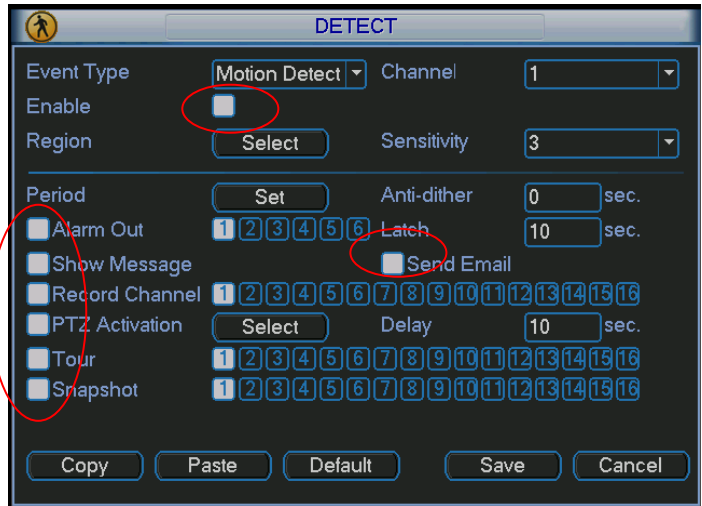 DETECT
Event Type Motion Detect Channel 1
Enable
Region Select Sensitivity 3
Period Set Anti-dither 0 sec.
Alarm Out 1 2 3 4 5 6 Latch 10 sec.
Show Message Send Email
Record Channel 1 2 3 4 5 6 7 8 9 10 11 12 13 14 15 16
PTZ Activation Select Delay 10 sec.
Tour 1 2 3 4 5 6 7 8 9 10 11 12 13 14 15 16
Snapshot 1 2 3 4 5 6 7 8 9 10 11 12 13 14 15 16
Copy Paste Default Save Cancel